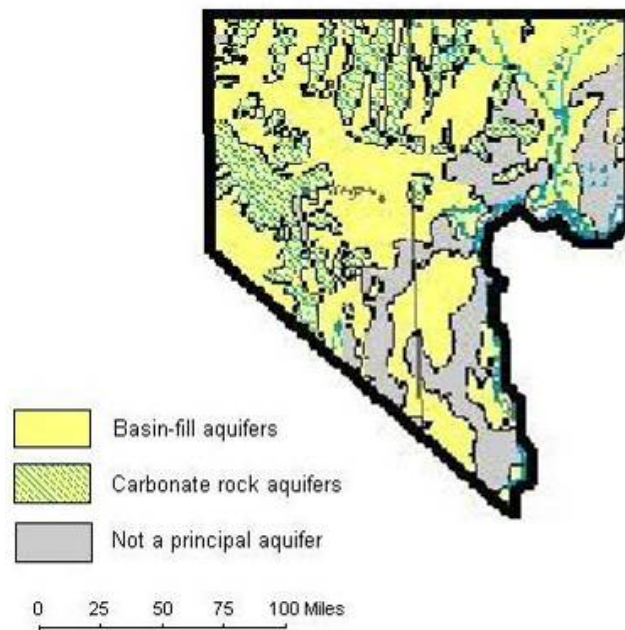 Basin-fill aquifers
Carbonate rock aquifers
Not a principal aquifer
0 25 50 75 100 Miles